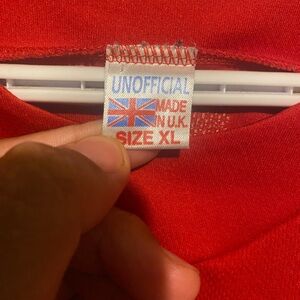 UNOFFICIAL
MADE
IN U.K.
SIZE XL